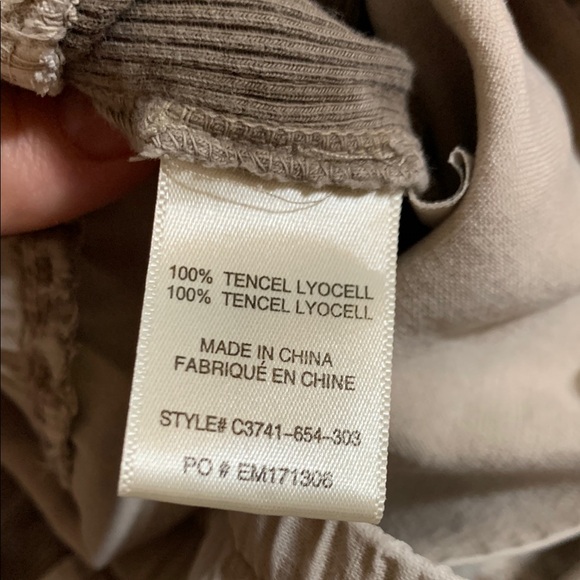 100% TENCEL LYOCELL
100% TENCEL LYOCELL
MADE IN CHINA
FABRIQUÉ EN CHINE
STYLE# C3741-654-303
PO # EM171306